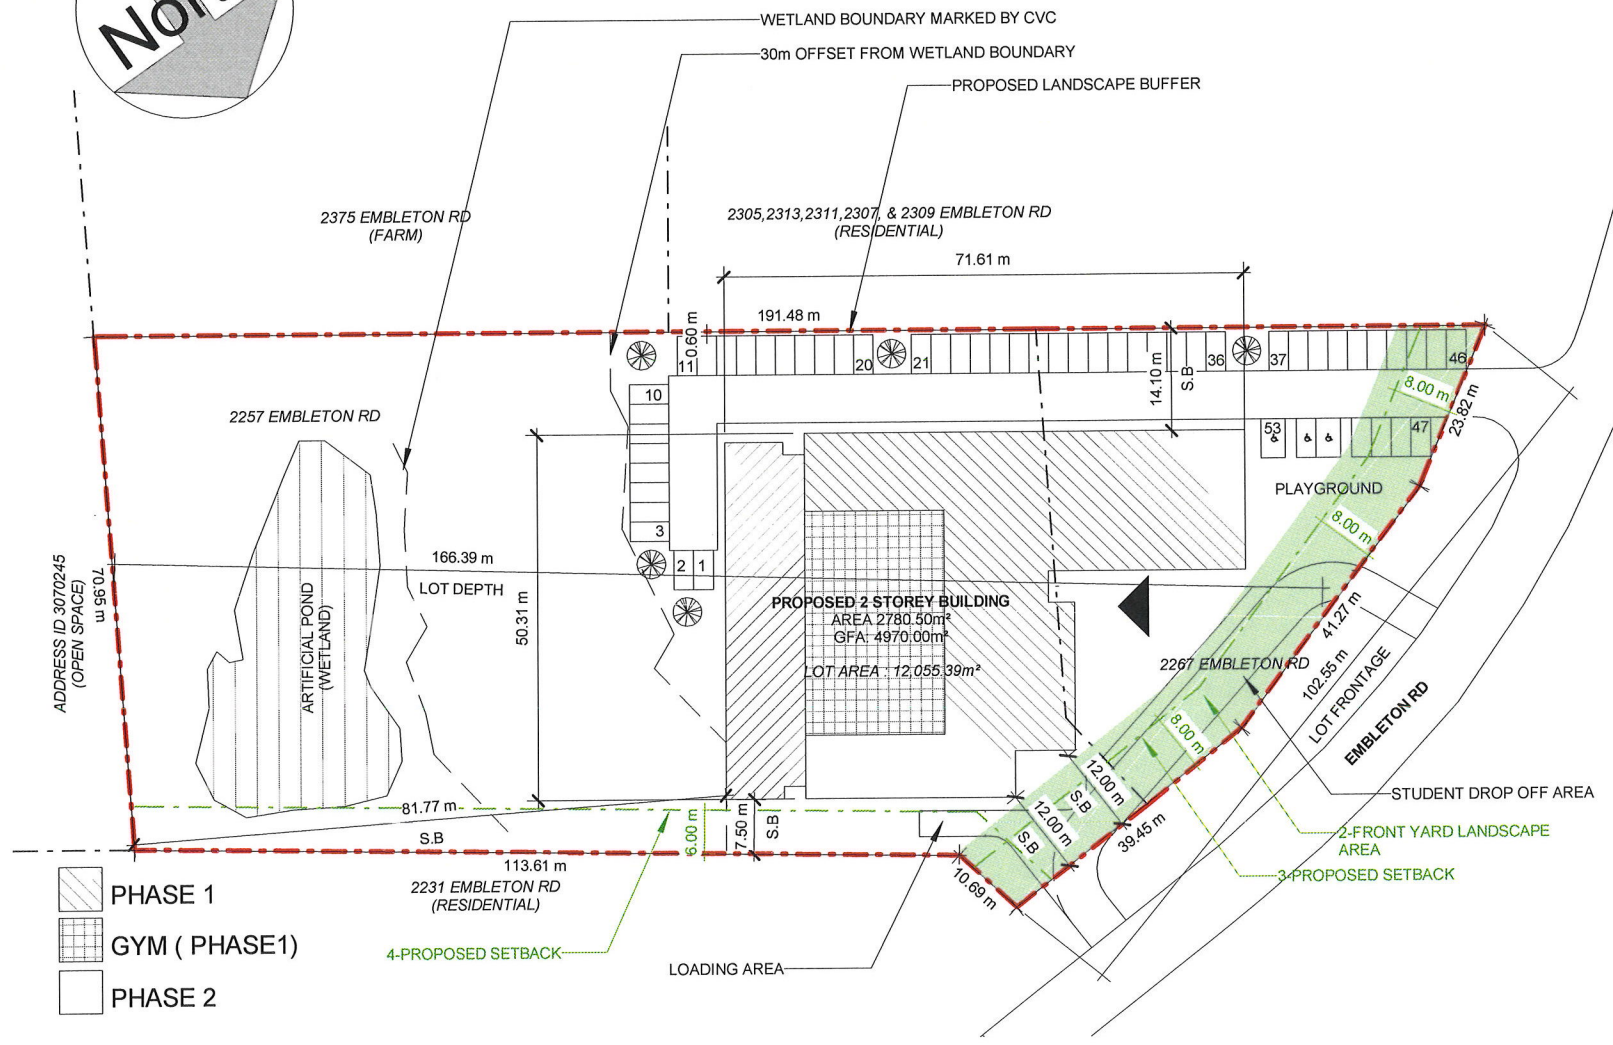 North
WETLAND BOUNDARY MARKED BY CVC
30m OFFSET FROM WETLAND BOUNDARY
PROPOSED LANDSCAPE BUFFER
2375 EMBLETON RD
(FARM)
2305,2313,2311,2307, & 2309 EMBLETON RD
(RESIDENTIAL)
71.61 m
191.48 m
0.60 m
11
20
21
36
37
46
14.10 m
S.B
8.00 m
23.82 m
10
2257 EMBLETON RD
53
47
PLAYGROUND
8.00 m
3
166.39 m
LOT DEPTH
2
1
50.31 m
ADDRESS ID 3070245
(OPEN SPACE)
70.95 m
ARTIFICIAL POND
(WETLAND)
PROPOSED 2 STOREY BUILDING
AREA 2780.50m²
GFA: 4970.00m²
LOT AREA : 12,055.39m²
2267 EMBLETON RD
41.27 m
102.55 m
LOT FRONTAGE
EMBLETON RD
8.00 m
12.00 m
S.B
12.00 m
S.B
39.45 m
STUDENT DROP OFF AREA
2-FRONT YARD LANDSCAPE
AREA
3-PROPOSED SETBACK
81.77 m
S.B
6.00 m
7.50 m
S.B
113.61 m
2231 EMBLETON RD
(RESIDENTIAL)
10.69 m
4-PROPOSED SETBACK
LOADING AREA
PHASE 1
GYM ( PHASE1)
PHASE 2